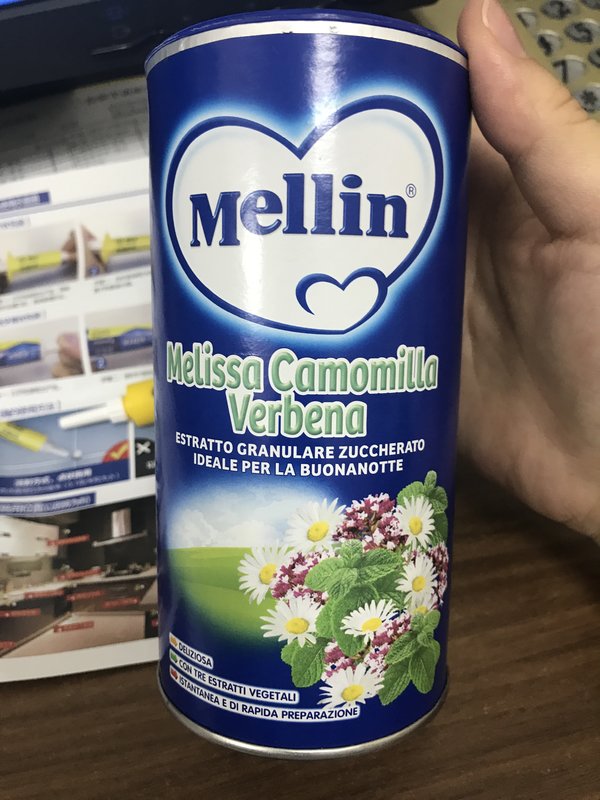 Mellin®
Melissa Camomilla
Verbena
ESTRATTO GRANULARE ZUCCHERATO
IDEALE PER LA BUONANOTTE
DELIZIOSA
CON TRE ESTRATTI VEGETALI
ISTANTANEA E DI RAPIDA PREPARAZIONE